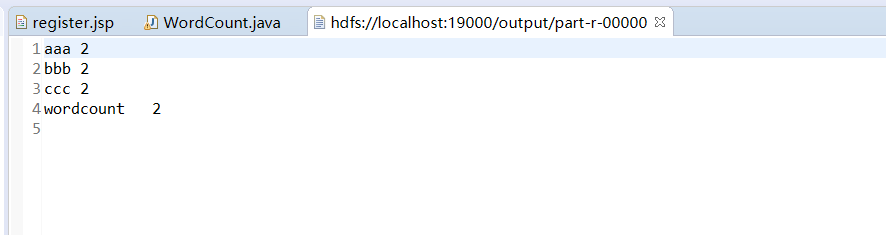 register.jsp WordCount.java hdfs://localhost:19000/output/part-r-00000
1 aaa 2
2 bbb 2
3 ccc 2
4 wordcount 2
5